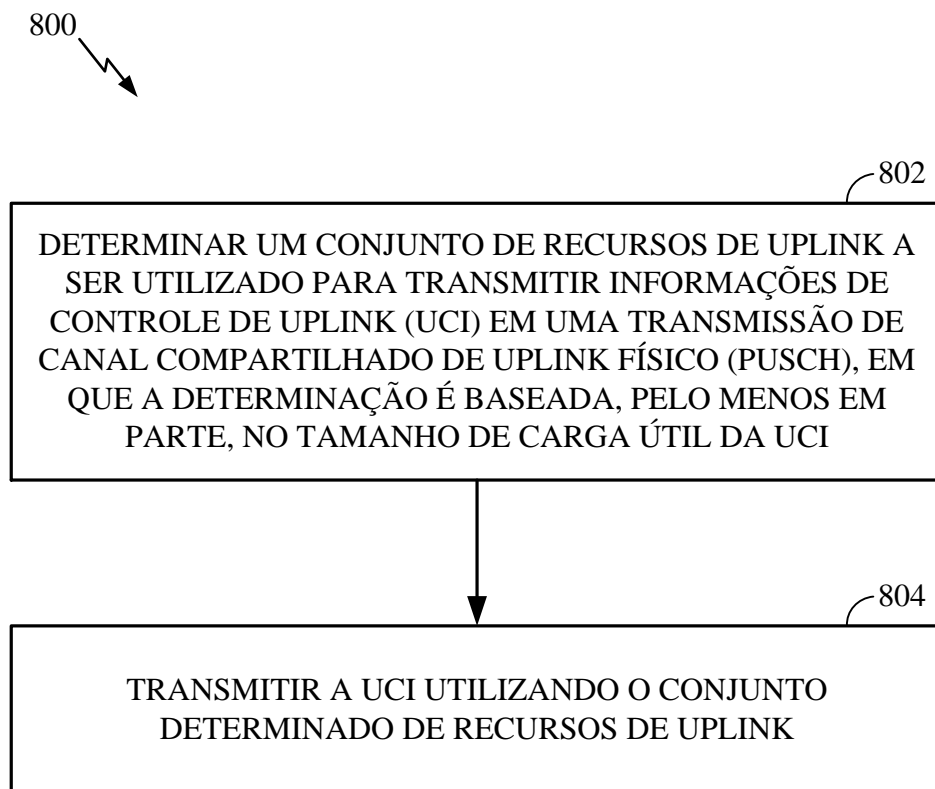 800
802
DETERMINAR UM CONJUNTO DE RECURSOS DE UPLINK A
SER UTILIZADO PARA TRANSMITIR INFORMAÇÕES DE
CONTROLE DE UPLINK (UCI) EM UMA TRANSMISSÃO DE
CANAL COMPARTILHADO DE UPLINK FÍSICO (PUSCH), EM
QUE A DETERMINAÇÃO É BASEADA, PELO MENOS EM
PARTE, NO TAMANHO DE CARGA ÚTIL DA UCI
804
TRANSMITIR A UCI UTILIZANDO O CONJUNTO
DETERMINADO DE RECURSOS DE UPLINK